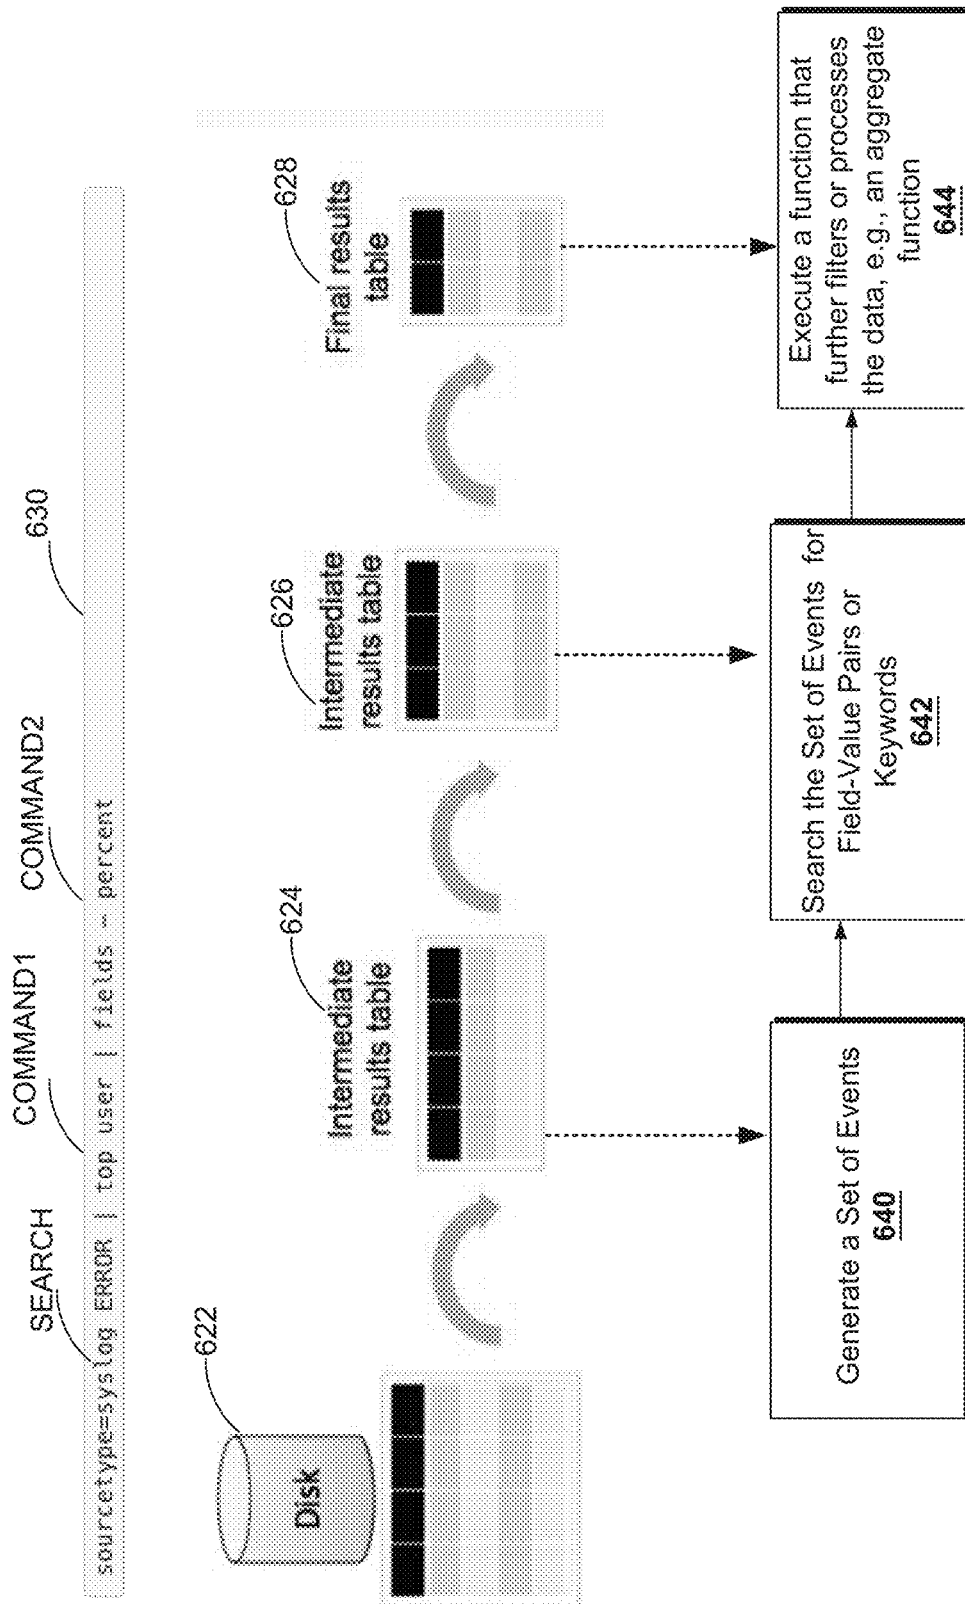 SEARCH
COMMAND1
COMMAND2
630
sourcetype=syslog ERROR | top user | fields - percent
622
Disk
624
Intermediate
results table
626
Intermediate
results table
628
Final results
table
Generate a Set of Events
640
Search the Set of Events for
Field-Value Pairs or
Keywords
642
Execute a function that
further filters or processes
the data, e.g., an aggregate
function
644